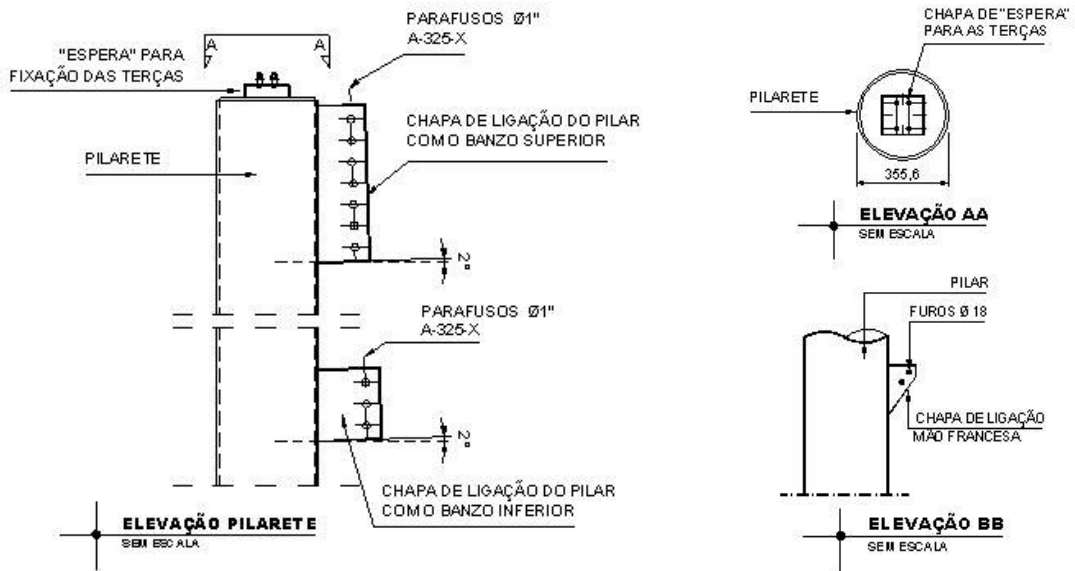 PARAFUSOS Ø1"
A-325-X
A
A
"ESPERA" PARA
FIXAÇÃO DAS TERÇAS
CHAPA DE LIGAÇÃO DO PILAR
COM O BANZO SUPERIOR
PILARETE
2°
PARAFUSOS Ø1"
A-325-X
2°
CHAPA DE LIGAÇÃO DO PILAR
COM O BANZO INFERIOR
ELEVAÇÃO PILARETE
SEM ESCALA
CHAPA DE "ESPERA"
PARA AS TERÇAS
PILARETE
355,6
ELEVAÇÃO AA
SEM ESCALA
PILAR
FUROS Ø 18
CHAPA DE LIGAÇÃO
MÃO FRANCESA
ELEVAÇÃO BB
SEM ESCALA